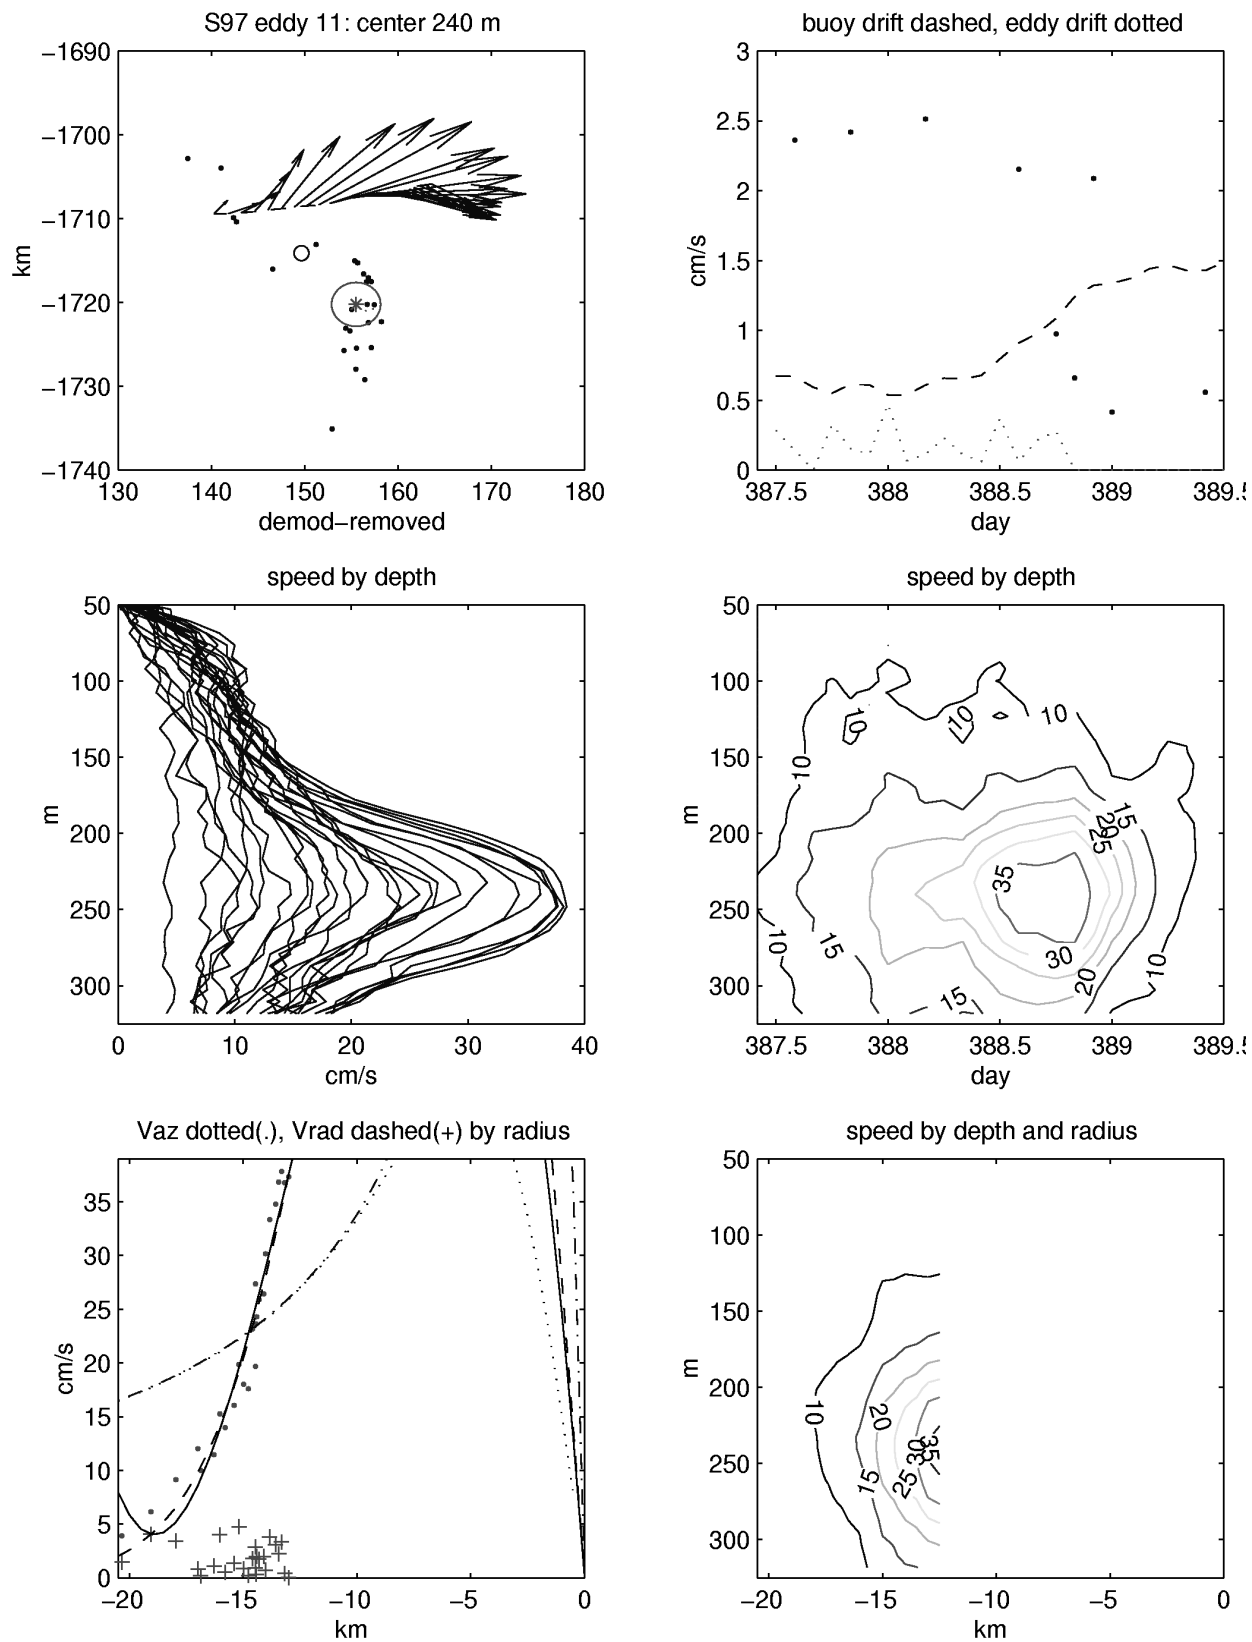 S97 eddy 11: center 240 m
−1690
−1700
−1710
−1720
−1730
−1740
km
130 140 150 160 170 180
demod−removed
buoy drift dashed, eddy drift dotted
3
2.5
2
1.5
1
0.5
0
cm/s
387.5 388 388.5 389 389.5
day
speed by depth
50
100
150
200
250
300
m
0 10 20 30 40
cm/s
speed by depth
50
100
150
200
250
300
m
10 10 10
10
15
20
25
35
10 15 30 10
20
15
387.5 388 388.5 389 389.5
day
Vaz dotted(.), Vrad dashed(+) by radius
35
30
25
20
15
10
5
0
cm/s
−20 −15 −10 −5 0
km
speed by depth and radius
50
100
150
200
250
300
m
10 20
30 35
15 25
−20 −15 −10 −5 0
km